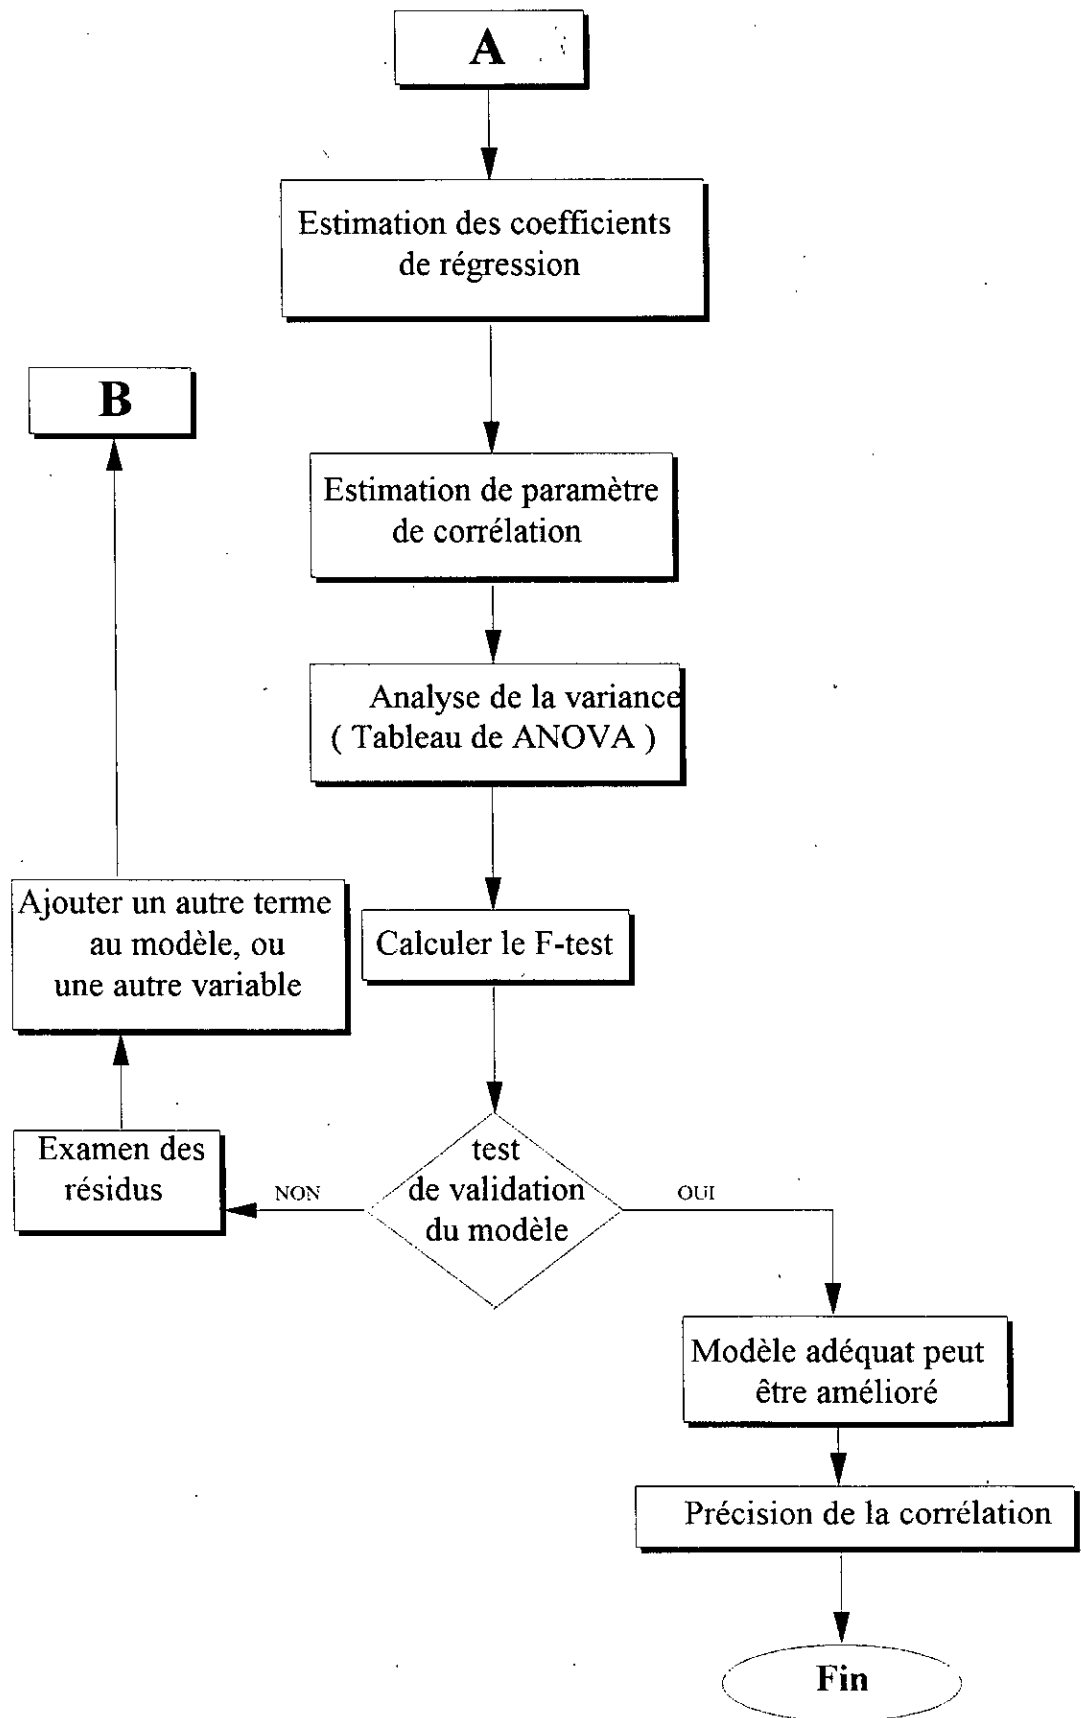 A
Estimation des coefficients
de régression
B
Estimation de paramètre
de corrélation
Analyse de la variance
( Tableau de ANOVA )
Ajouter un autre terme
au modèle, ou
une autre variable
Calculer le F-test
Examen des
résidus
NON
test
de validation
du modèle
OUI
Modèle adéquat peut
être amélioré
Précision de la corrélation
Fin